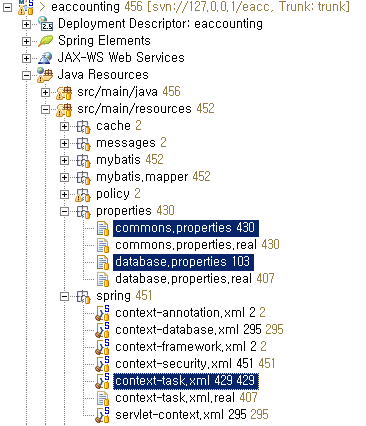 > eaccounting 456 [svn://127,0,0,1/eacc, Trunk: trunk]
Deployment Descriptor: eaccounting
Spring Elements
JAX-WS Web Services
Java Resources
src/main/java 456
src/main/resources 452
cache 2
messages 2
mybatis 452
mybatis,mapper 452
policy 2
properties 430
commons,properties 430
commons,properties,real 430
database,properties 103
database,properties,real 407
spring 451
context-annotation,xml 2 2
context-database,xml 295 295
context-framework,xml 2 2
context-security,xml 451 451
context-task,xml 429 429
context-task,xml,real 407
servlet-context,xml 295 295